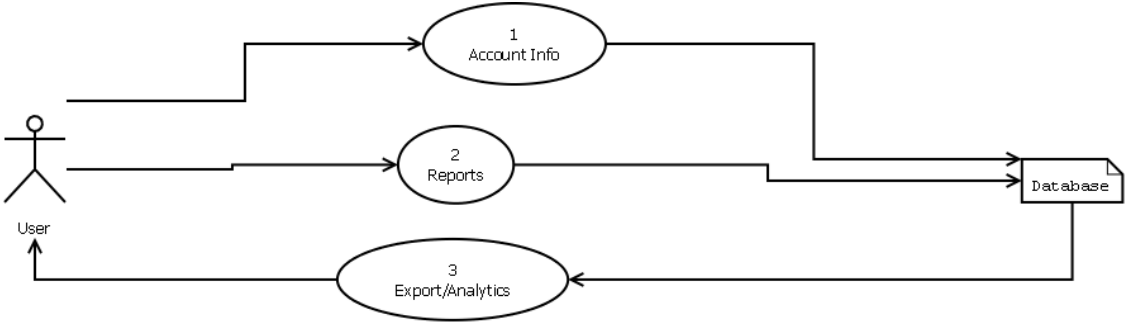 1
Account Info
2
Reports
Database
User
3
Export/Analytics